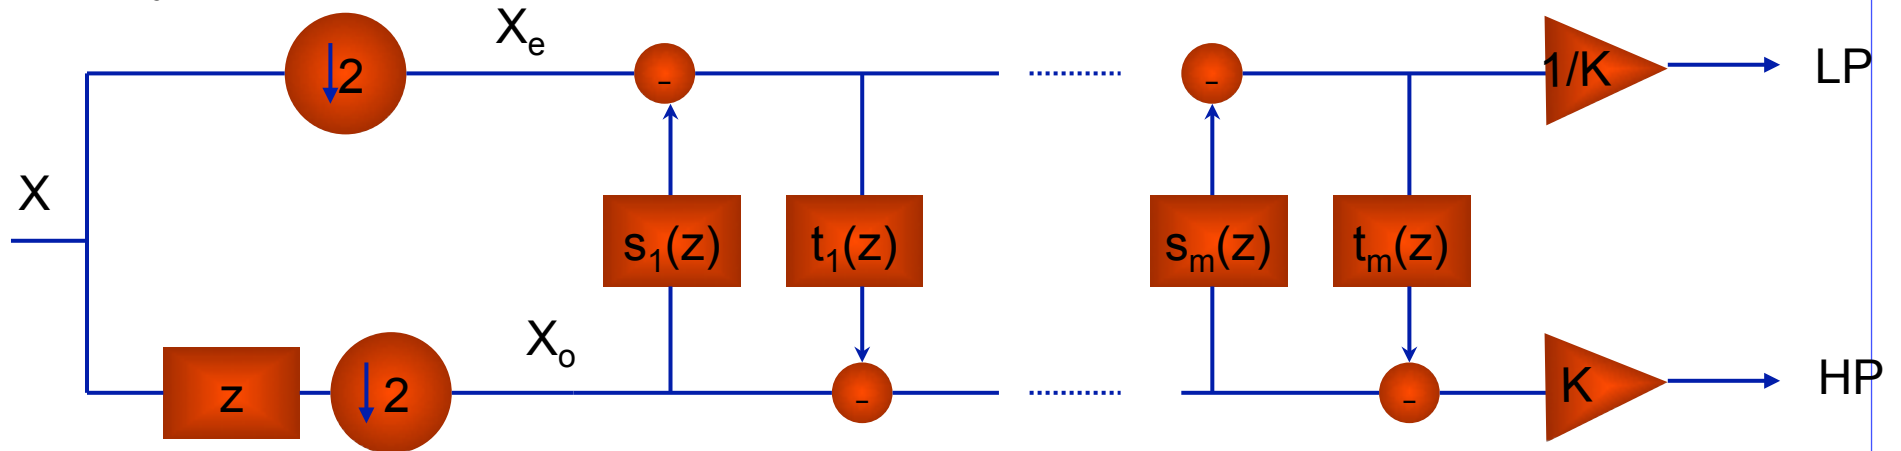 X
↓2
Xₑ
-
-
1/K
LP
s₁(z)
t₁(z)
sₘ(z)
tₘ(z)
z
↓2
Xₒ
-
-
K
HP